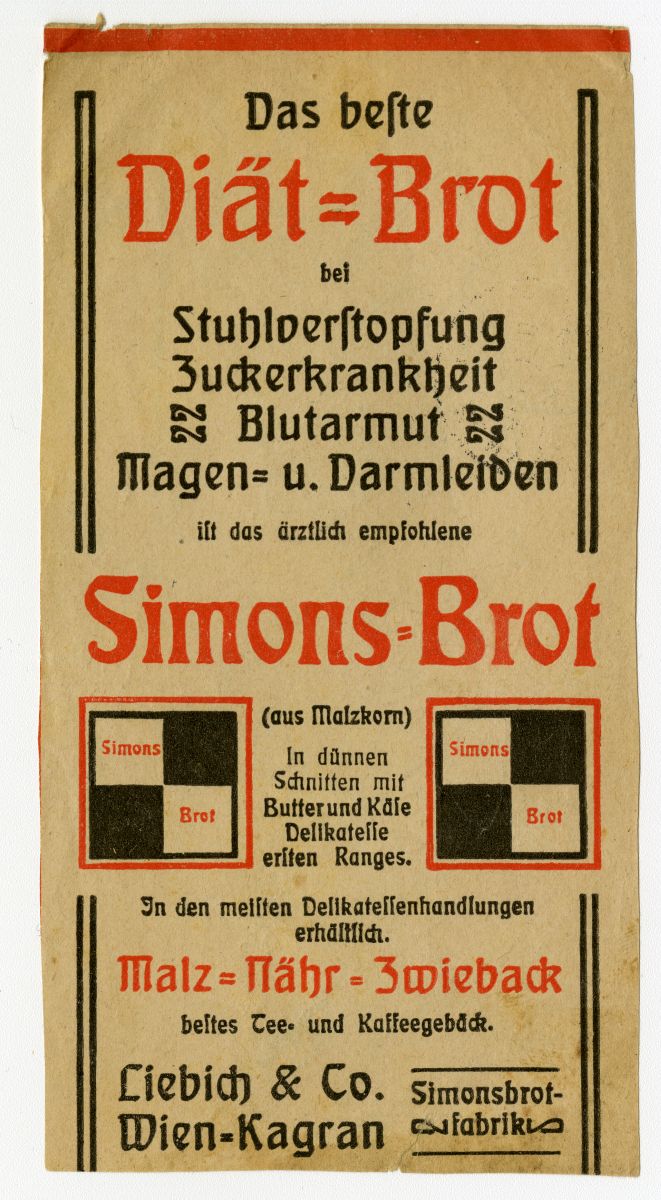 Das beſte
Diät=Brot
bei
Stuhlverſtopfung
Zuckerkrankheit
Blutarmut
Magen= u. Darmleiden
iſt das ärztlich empfohlene
Simons=Brot
(aus Malzkorn)
Simons
Brot
In dünnen
Schnitten mit
Butter und Käſe
Delikateſſe
erſten Ranges.
Simons
Brot
In den meiſten Delikateſſenhandlungen
erhältlich.
Malz=Nähr=Zwieback
beſtes Tee- und Kaffeegebäck.
Liebich & Co.
Wien=Kagran
Simonsbrot-
fabrik